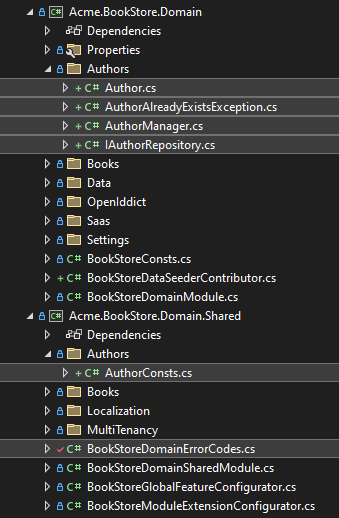 C# Acme.BookStore.Domain
Dependencies
Properties
Authors
+ C# Author.cs
+ C# AuthorAlreadyExistsException.cs
+ C# AuthorManager.cs
+ C# IAuthorRepository.cs
Books
Data
OpenIddict
Saas
Settings
C# BookStoreConsts.cs
+ C# BookStoreDataSeederContributor.cs
C# BookStoreDomainModule.cs
C# Acme.BookStore.Domain.Shared
Dependencies
Authors
+ C# AuthorConsts.cs
Books
Localization
MultiTenancy
C# BookStoreDomainErrorCodes.cs
C# BookStoreDomainSharedModule.cs
C# BookStoreGlobalFeatureConfigurator.cs
C# BookStoreModuleExtensionConfigurator.cs